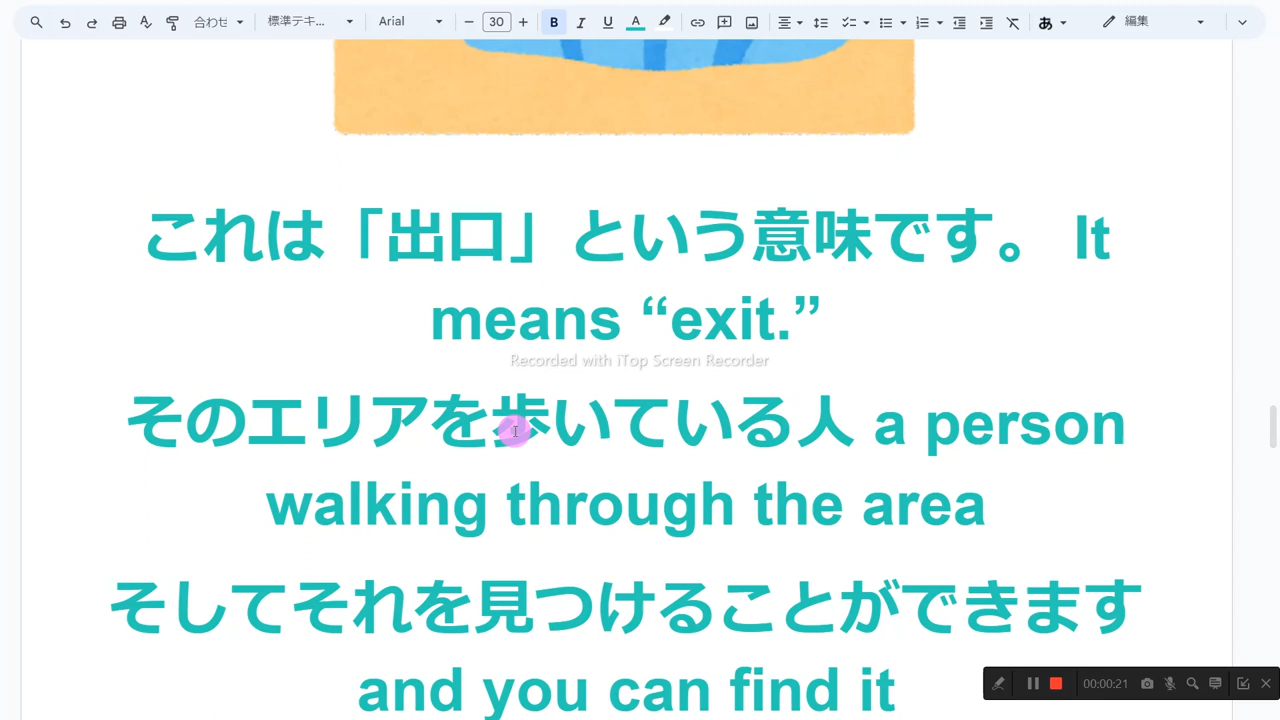 合わせ 標準テキ... Arial 30 B I U A あ 編集
これは「出口」という意味です。 It
means “exit.”
Recorded with iTop Screen Recorder
そのエリアを歩いている人 a person
walking through the area
そしてそれを見つけることができます
and you can find it
00:00:21